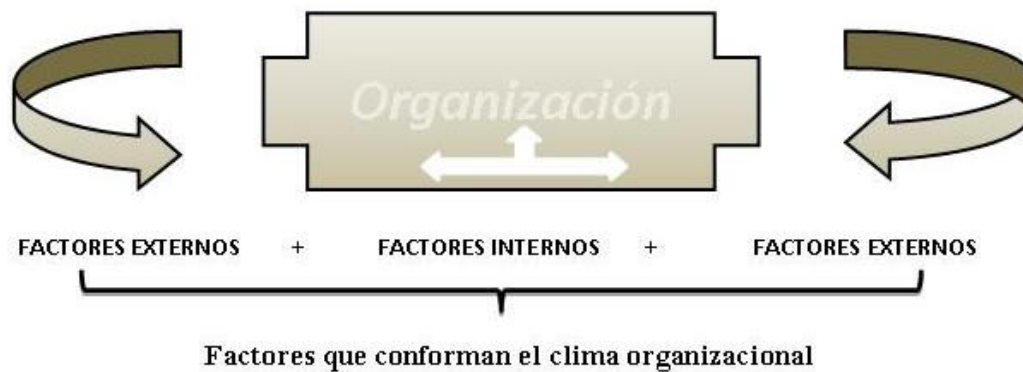 Organización
FACTORES EXTERNOS + FACTORES INTERNOS + FACTORES EXTERNOS
Factores que conforman el clima organizacional